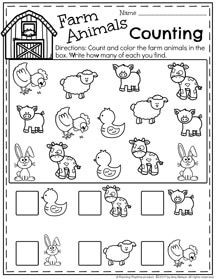 Name
Farm Animals
Counting
Directions: Count and color the farm animals in the
box. Write how many of each you find.